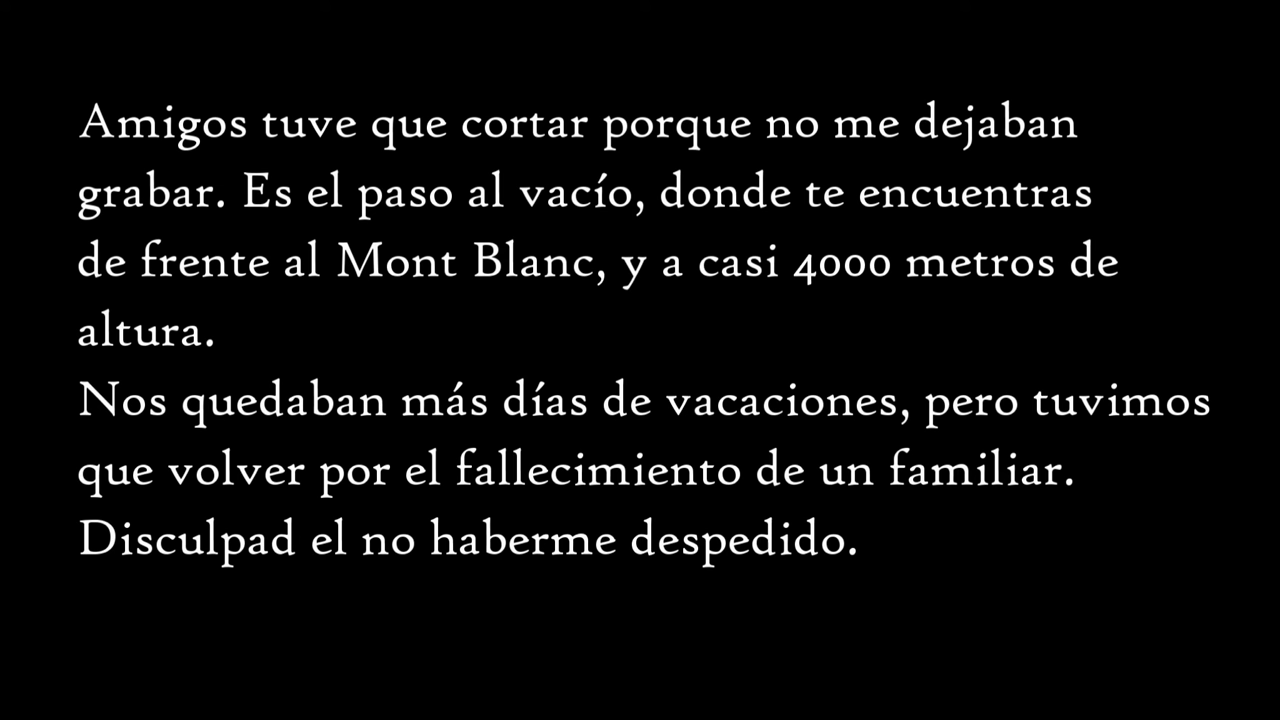 Amigos tuve que cortar porque no me dejaban
grabar. Es el paso al vacío, donde te encuentras
de frente al Mont Blanc, y a casi 4000 metros de
altura.
Nos quedaban más días de vacaciones, pero tuvimos
que volver por el fallecimiento de un familiar.
Disculpad el no haberme despedido.